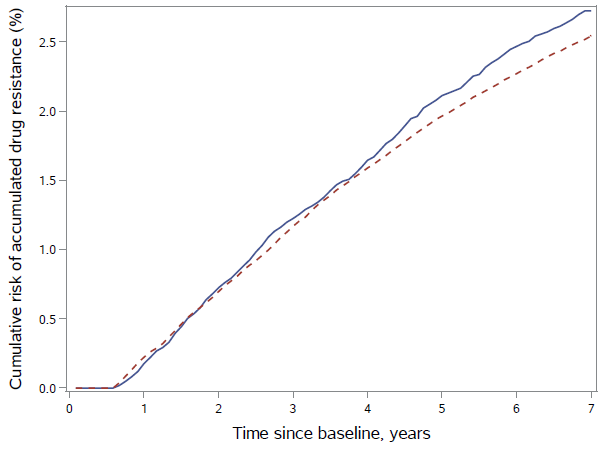 Cumulative risk of accumulated drug resistance (%)
2.5
2.0
1.5
1.0
0.5
0.0
0 1 2 3 4 5 6 7
Time since baseline, years